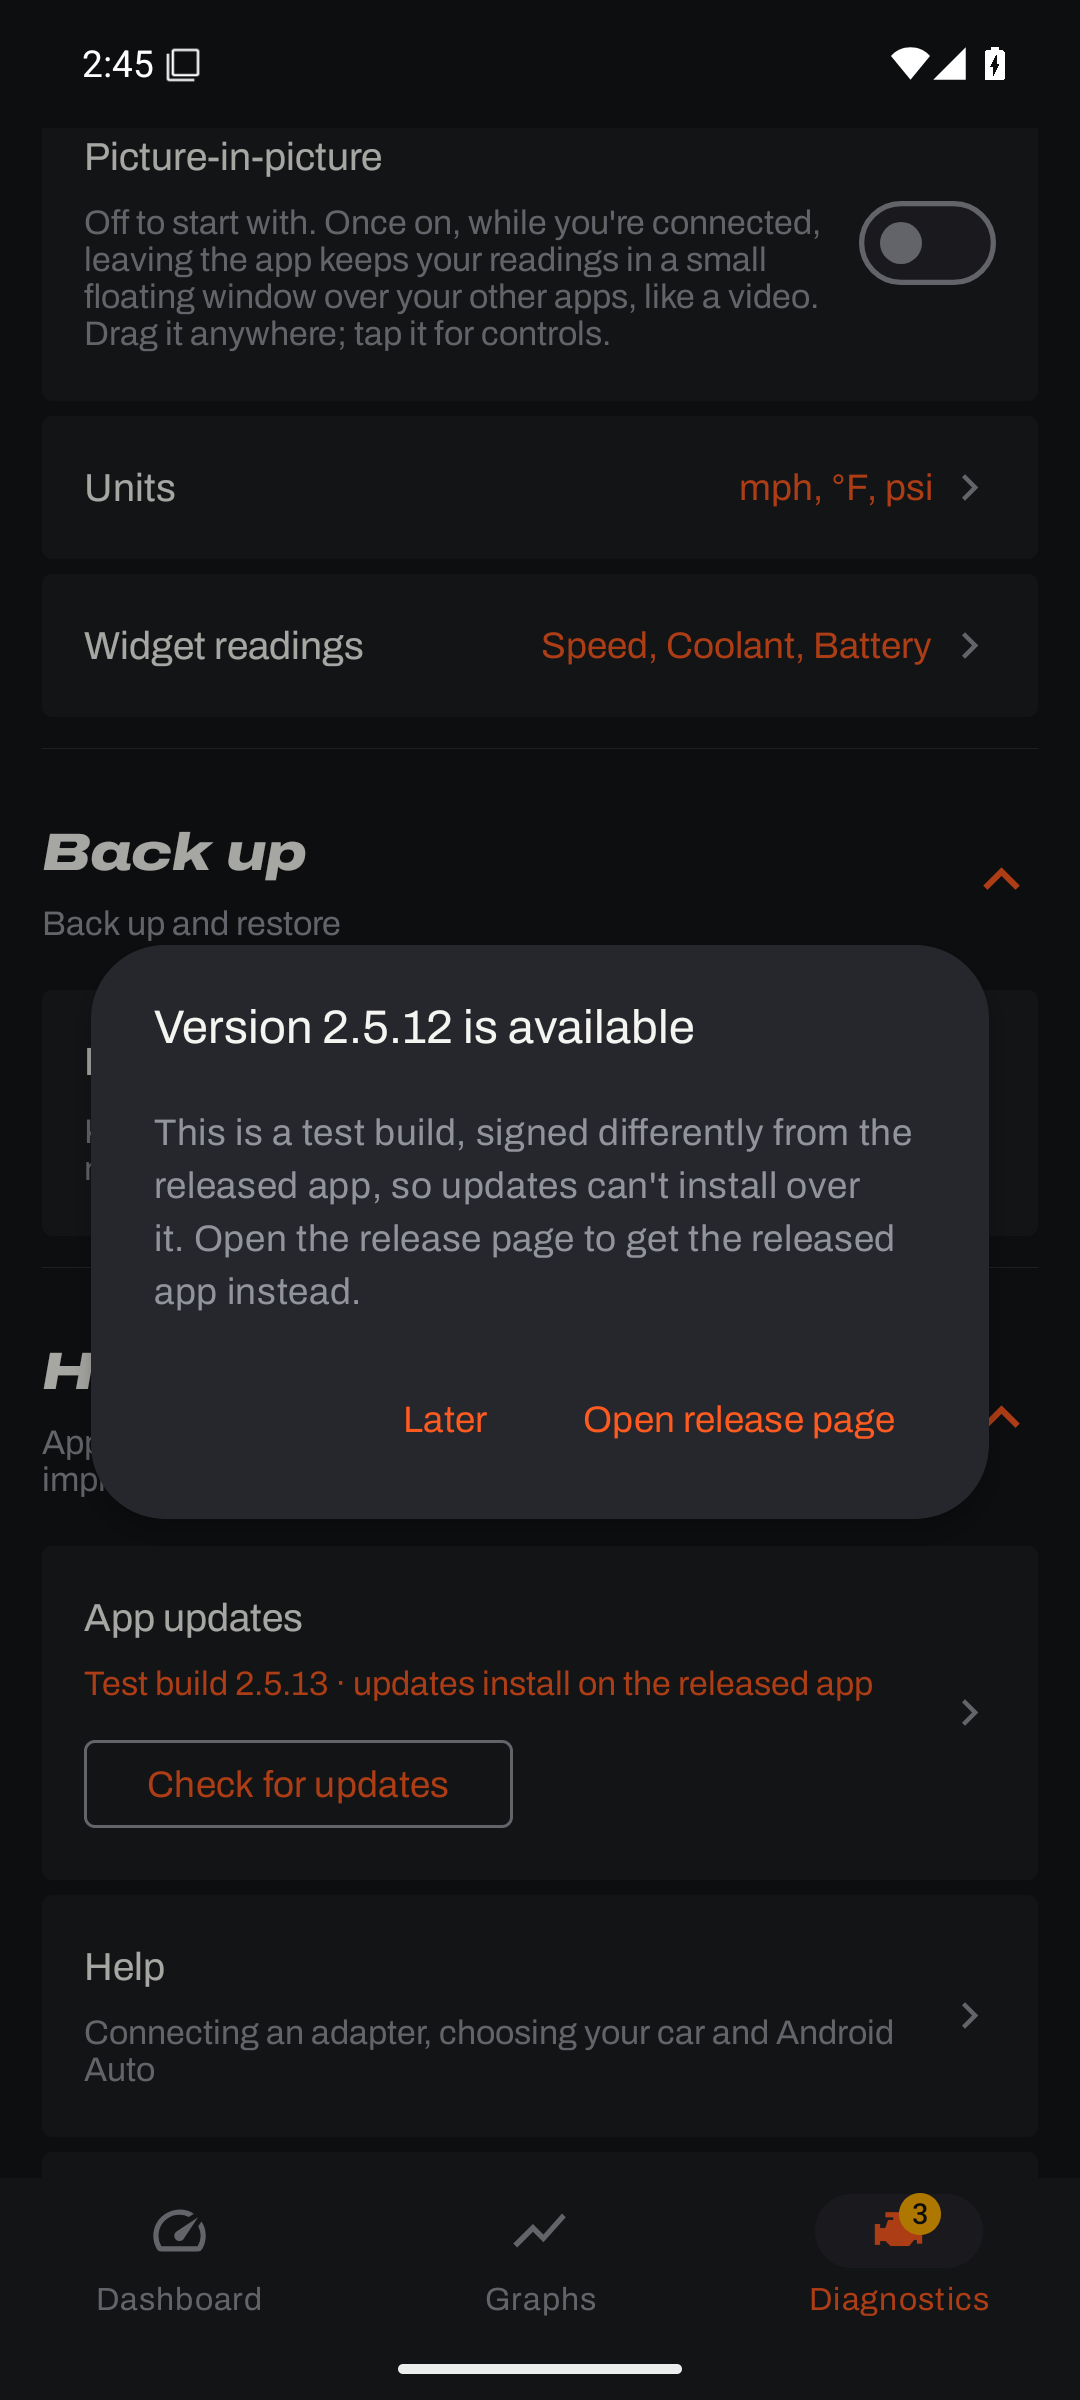 2:45
Picture-in-picture
Off to start with. Once on, while you're connected,
leaving the app keeps your readings in a small
floating window over your other apps, like a video.
Drag it anywhere; tap it for controls.
Units
mph, °F, psi
Widget readings
Speed, Coolant, Battery
Back up
Back up and restore
Version 2.5.12 is available
This is a test build, signed differently from the
released app, so updates can't install over
it. Open the release page to get the released
app instead.
Later
Open release page
App updates
Test build 2.5.13 · updates install on the released app
Check for updates
Help
Connecting an adapter, choosing your car and Android
Auto
3
Dashboard
Graphs
Diagnostics